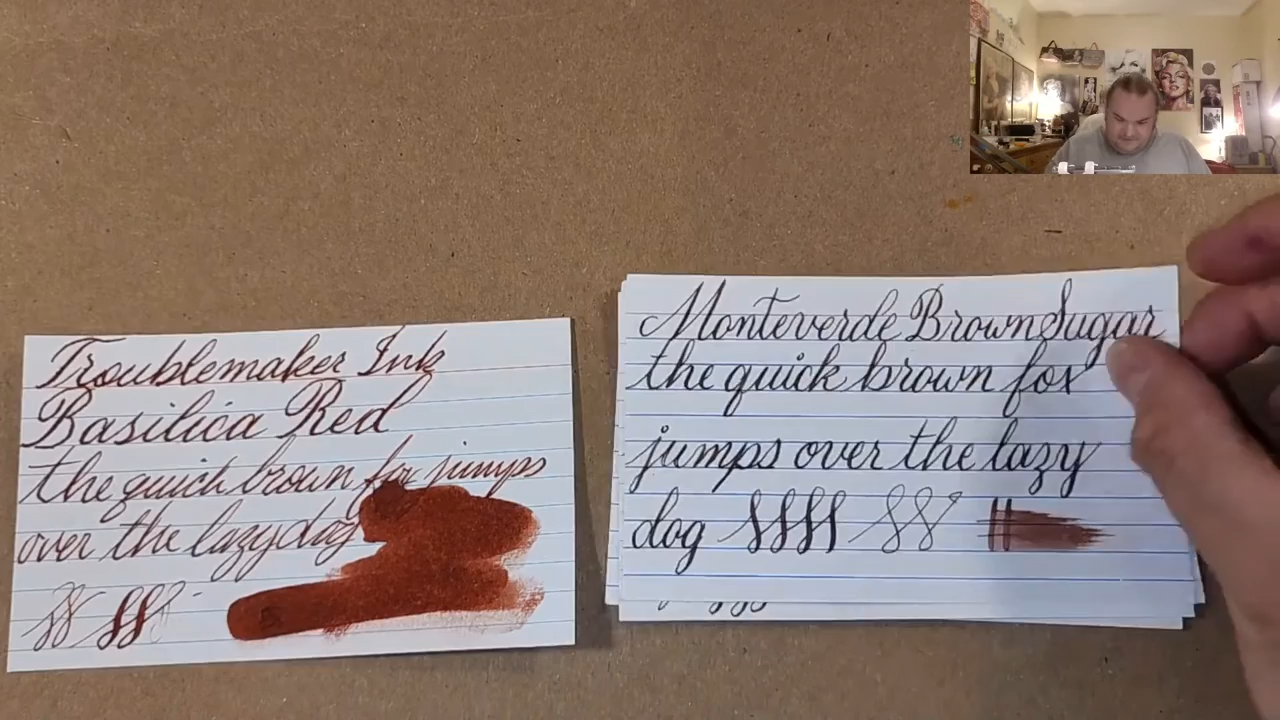 Troublemaker Ink
Basilica Red
the quick brown fox jumps
over the lazy dog
Monteverde Brown Sugar
the quick brown fox
jumps over the lazy
dog